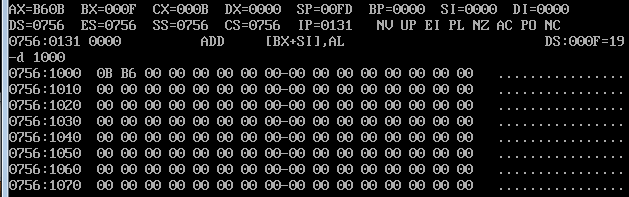 AX=B60B  BX=000F  CX=000B  DX=0000  SP=00FD  BP=0000  SI=0000  DI=0000
DS=0756  ES=0756  SS=0756  CS=0756  IP=0131   NV UP EI PL NZ AC PO NC
0756:0131 0000          ADD     [BX+SI],AL                         DS:000F=19
-d 1000
0756:1000  0B B6 00 00 00 00 00 00-00 00 00 00 00 00 00 00   ................
0756:1010  00 00 00 00 00 00 00 00-00 00 00 00 00 00 00 00   ................
0756:1020  00 00 00 00 00 00 00 00-00 00 00 00 00 00 00 00   ................
0756:1030  00 00 00 00 00 00 00 00-00 00 00 00 00 00 00 00   ................
0756:1040  00 00 00 00 00 00 00 00-00 00 00 00 00 00 00 00   ................
0756:1050  00 00 00 00 00 00 00 00-00 00 00 00 00 00 00 00   ................
0756:1060  00 00 00 00 00 00 00 00-00 00 00 00 00 00 00 00   ................
0756:1070  00 00 00 00 00 00 00 00-00 00 00 00 00 00 00 00   ................